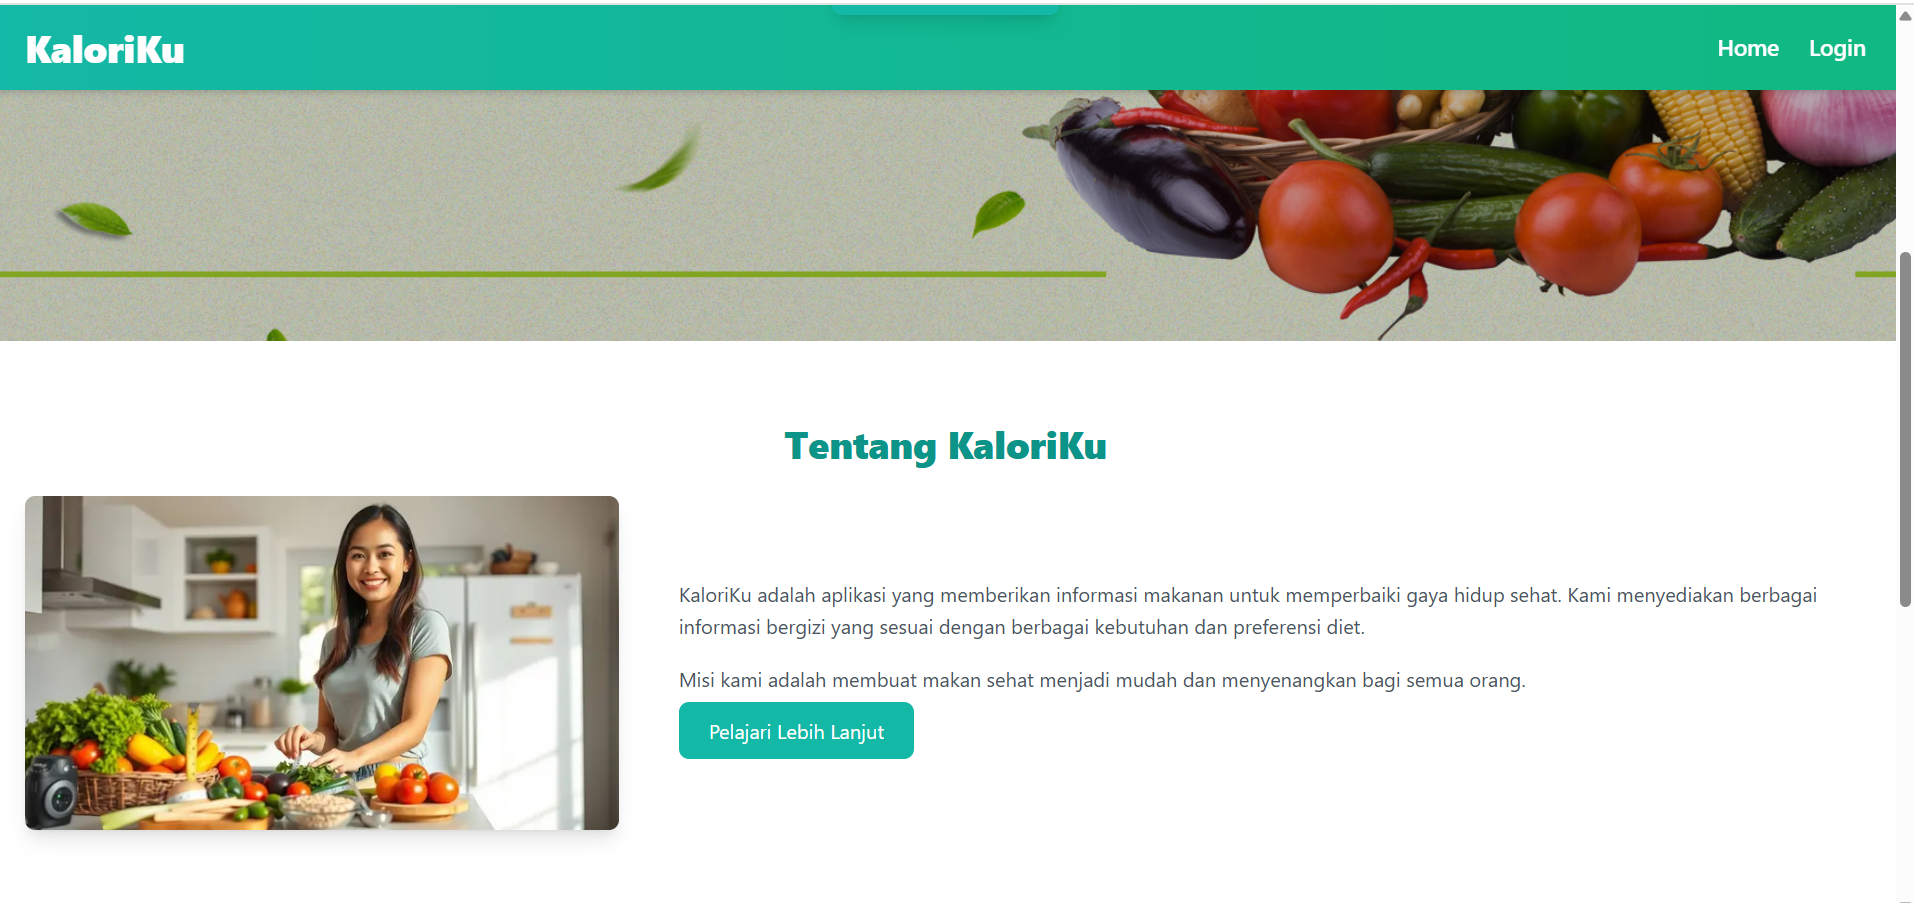 KaloriKu
Home
Login
Tentang KaloriKu
KaloriKu adalah aplikasi yang memberikan informasi makanan untuk memperbaiki gaya hidup sehat. Kami menyediakan berbagai
informasi bergizi yang sesuai dengan berbagai kebutuhan dan preferensi diet.
Misi kami adalah membuat makan sehat menjadi mudah dan menyenangkan bagi semua orang.
Pelajari Lebih Lanjut